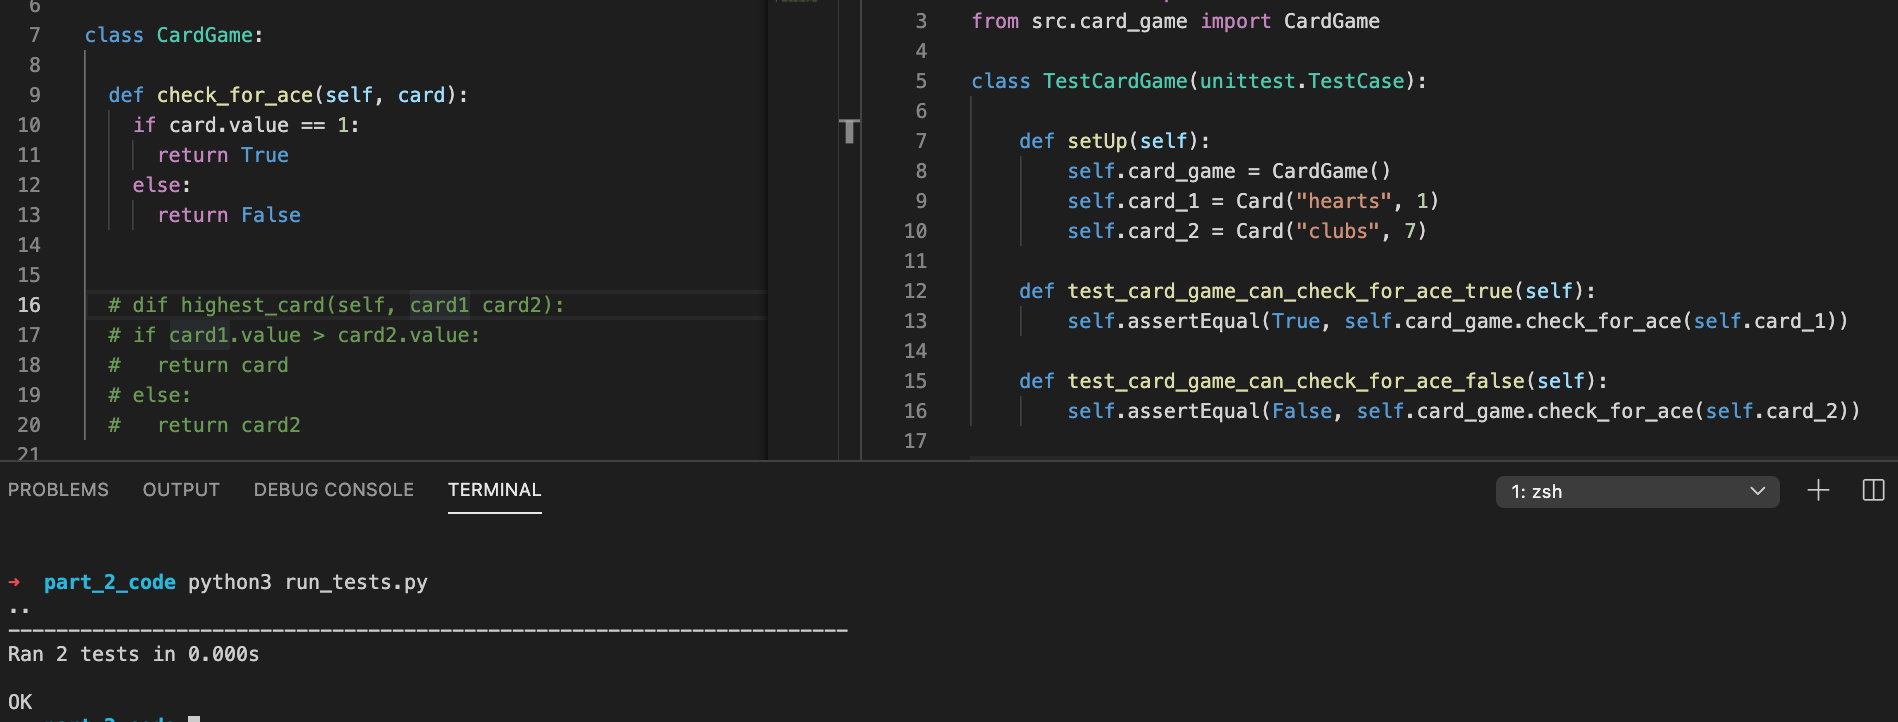 6
7 class CardGame:
8
9 def check_for_ace(self, card):
10 if card.value == 1:
11 return True
12 else:
13 return False
14
15
16 # dif highest_card(self, card1 card2):
17 # if card1.value > card2.value:
18 #   return card
19 # else:
20 #   return card2
21
3 from src.card_game import CardGame
4
5 class TestCardGame(unittest.TestCase):
6
7 def setUp(self):
8 self.card_game = CardGame()
9 self.card_1 = Card("hearts", 1)
10 self.card_2 = Card("clubs", 7)
11
12 def test_card_game_can_check_for_ace_true(self):
13 self.assertEqual(True, self.card_game.check_for_ace(self.card_1))
14
15 def test_card_game_can_check_for_ace_false(self):
16 self.assertEqual(False, self.card_game.check_for_ace(self.card_2))
17
PROBLEMS OUTPUT DEBUG CONSOLE TERMINAL 1: zsh
→ part_2_code python3 run_tests.py
..
----------------------------------------------------------------------
Ran 2 tests in 0.000s
OK
part_2_code